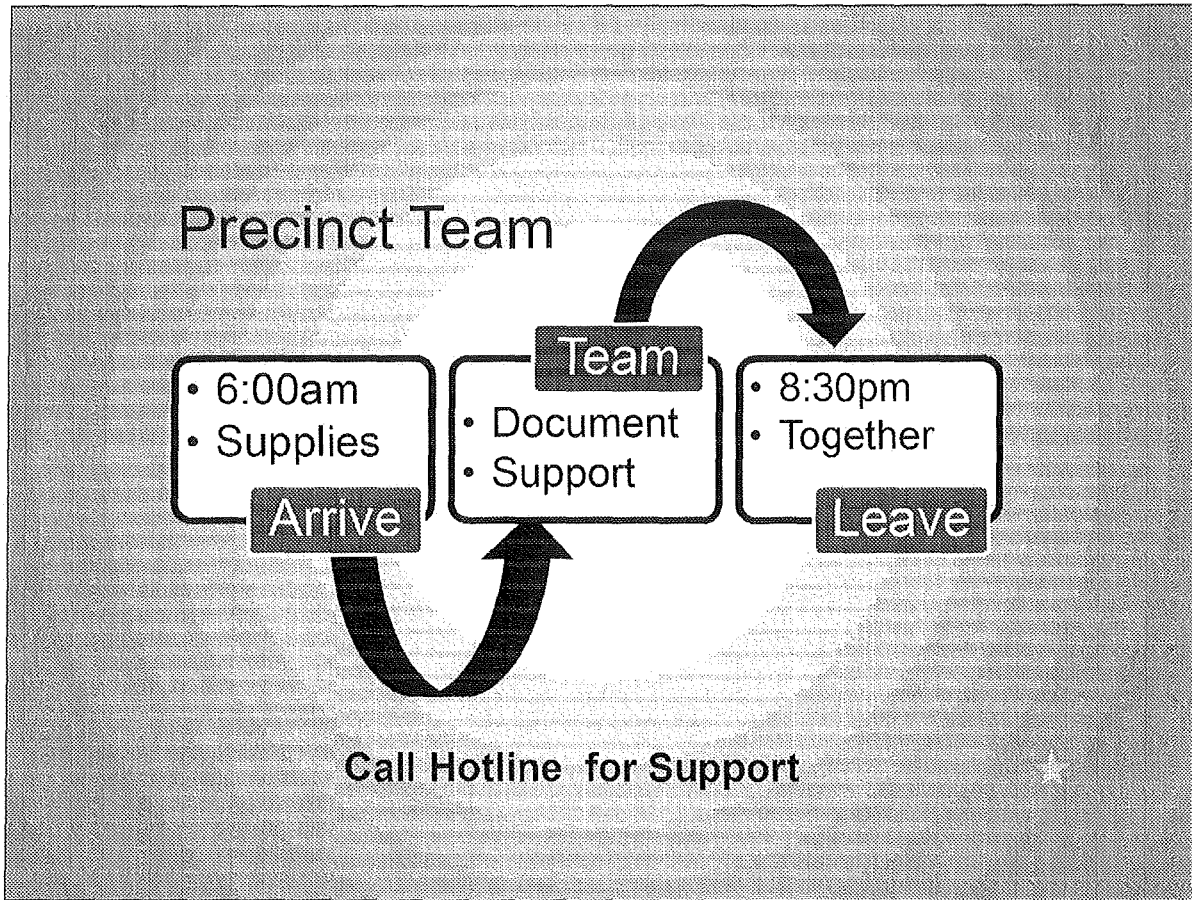 Precinct Team
• 6:00am
• Supplies
Arrive
Team
• Document
• Support
• 8:30pm
• Together
Leave
Call Hotline for Support